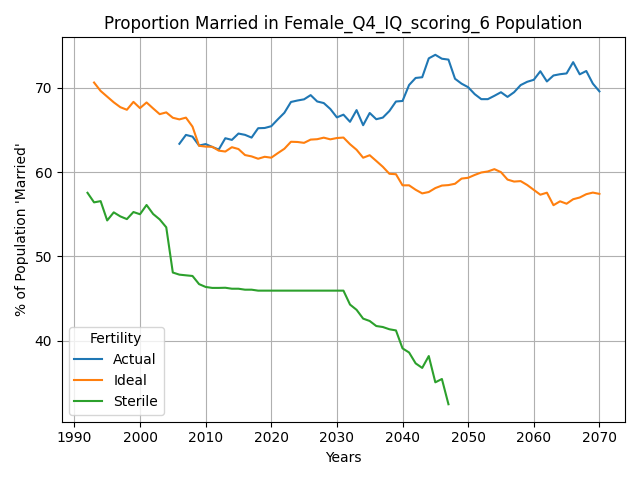 Proportion Married in Female_Q4_IQ_scoring_6 Population
% of Population 'Married'
70
60
50
40
Fertility
Actual
Ideal
Sterile
1990 2000 2010 2020 2030 2040 2050 2060 2070
Years